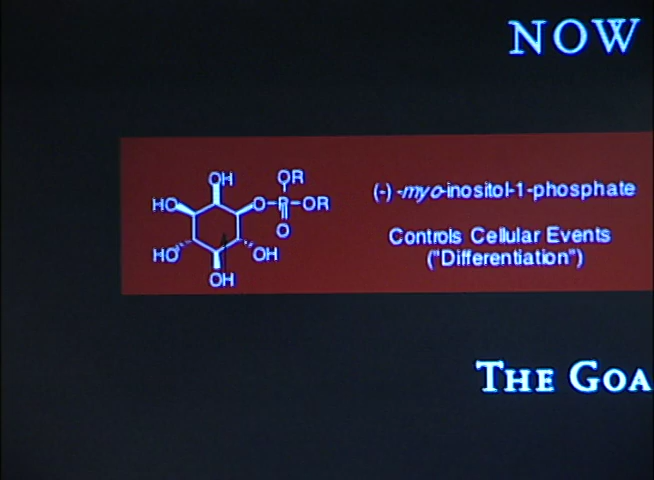 NOW
OH
OR
HO
O-P-OR
O
HO
OH
OH
(-)-myo-inositol-1-phosphate
Controls Cellular Events
("Differentiation")
THE GOA